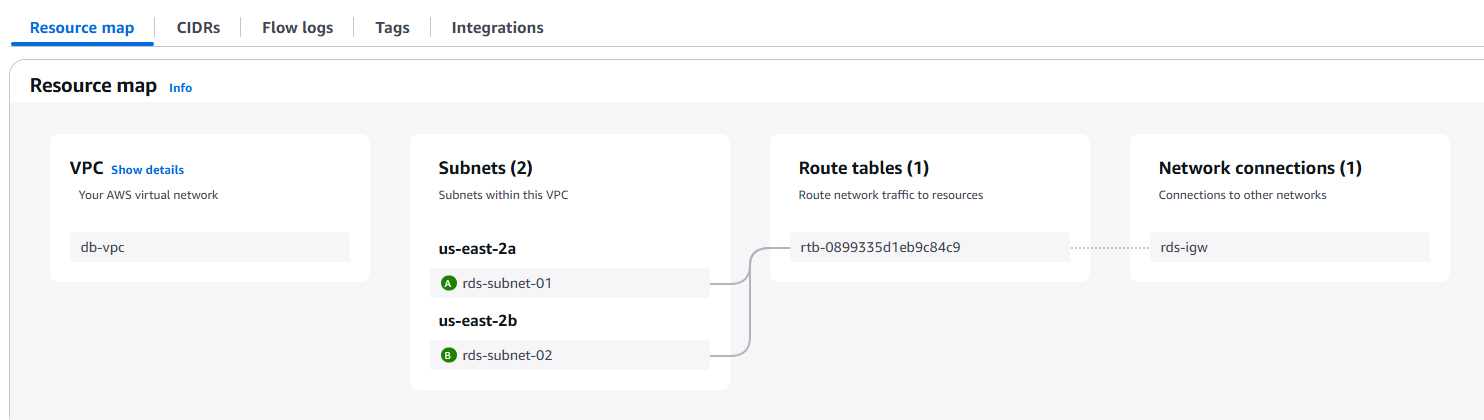 Resource map
CIDRs
Flow logs
Tags
Integrations
Resource map Info
VPC Show details
Your AWS virtual network
db-vpc
Subnets (2)
Subnets within this VPC
us-east-2a
A rds-subnet-01
us-east-2b
B rds-subnet-02
Route tables (1)
Route network traffic to resources
rtb-0899335d1eb9c84c9
Network connections (1)
Connections to other networks
rds-igw